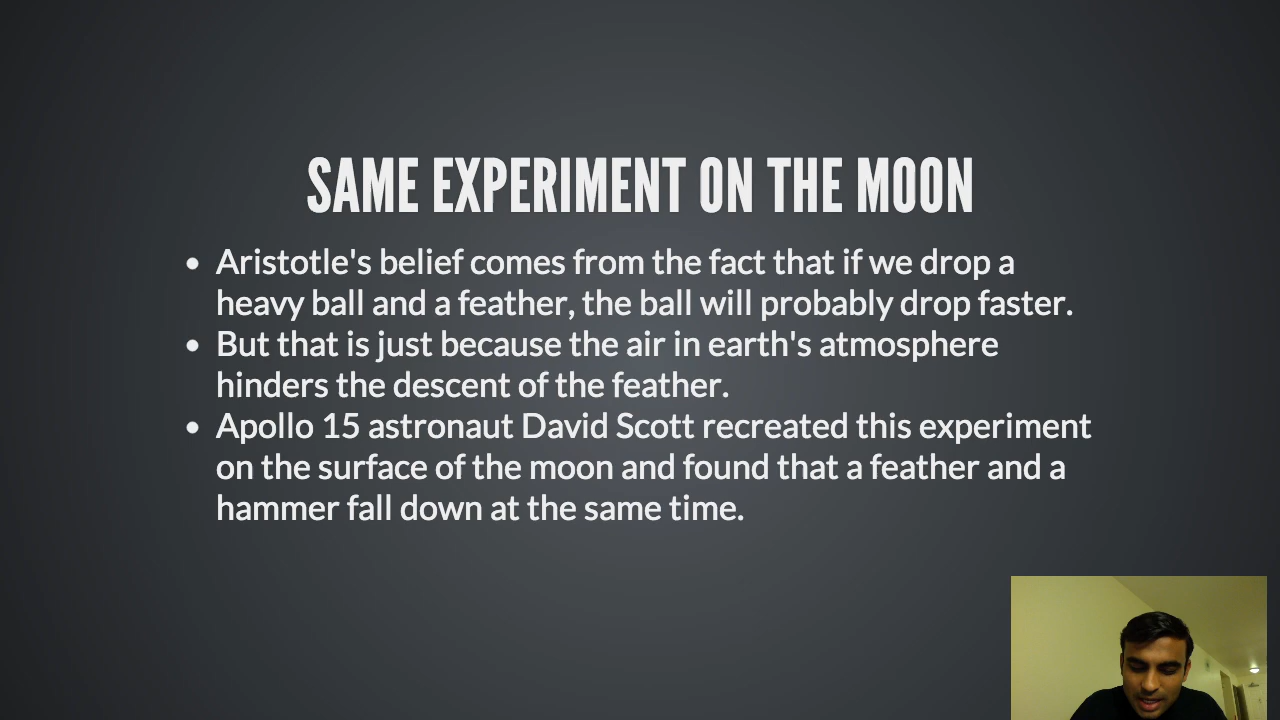 SAME EXPERIMENT ON THE MOON
• Aristotle's belief comes from the fact that if we drop a
heavy ball and a feather, the ball will probably drop faster.
• But that is just because the air in earth's atmosphere
hinders the descent of the feather.
• Apollo 15 astronaut David Scott recreated this experiment
on the surface of the moon and found that a feather and a
hammer fall down at the same time.